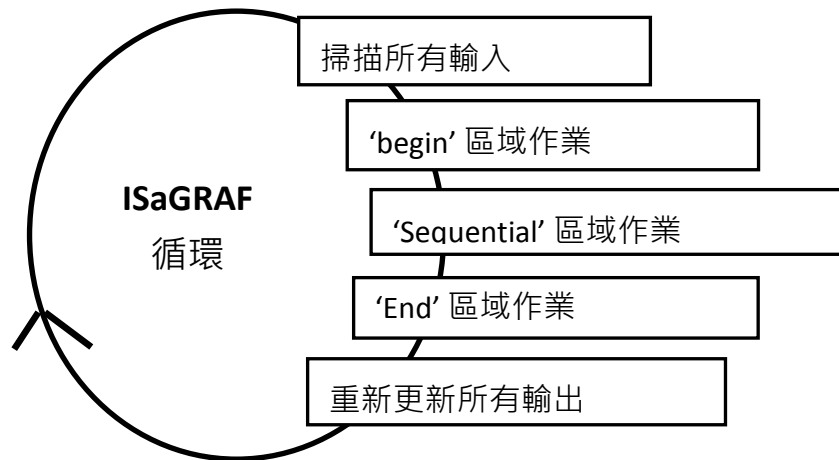 掃描所有輸入
‘begin’ 區域作業
ISaGRAF
循環
‘Sequential’ 區域作業
‘End’ 區域作業
重新更新所有輸出